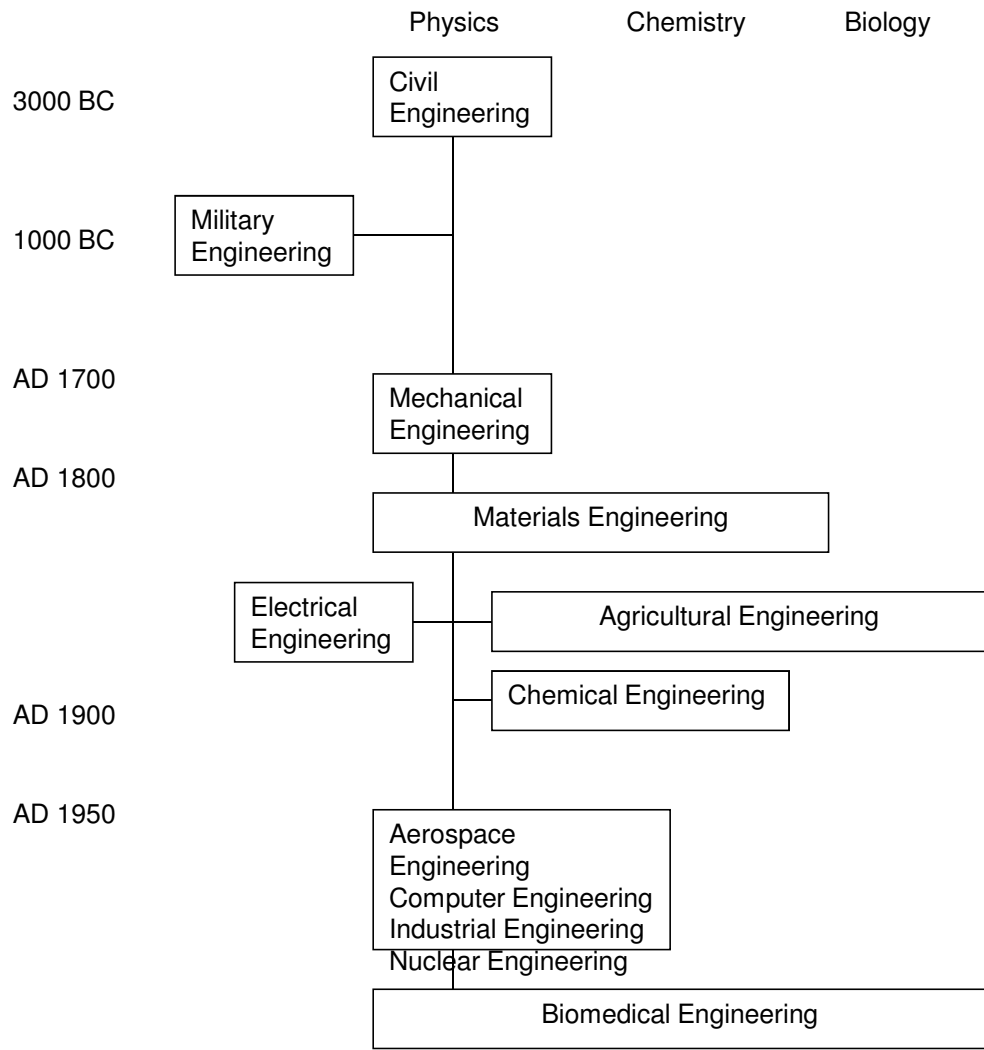 Physics Chemistry Biology
3000 BC
Civil
Engineering
1000 BC
Military
Engineering
AD 1700
Mechanical
Engineering
AD 1800
Materials Engineering
Electrical
Engineering
Agricultural Engineering
Chemical Engineering
AD 1900
AD 1950
Aerospace
Engineering
Computer Engineering
Industrial Engineering
Nuclear Engineering
Biomedical Engineering